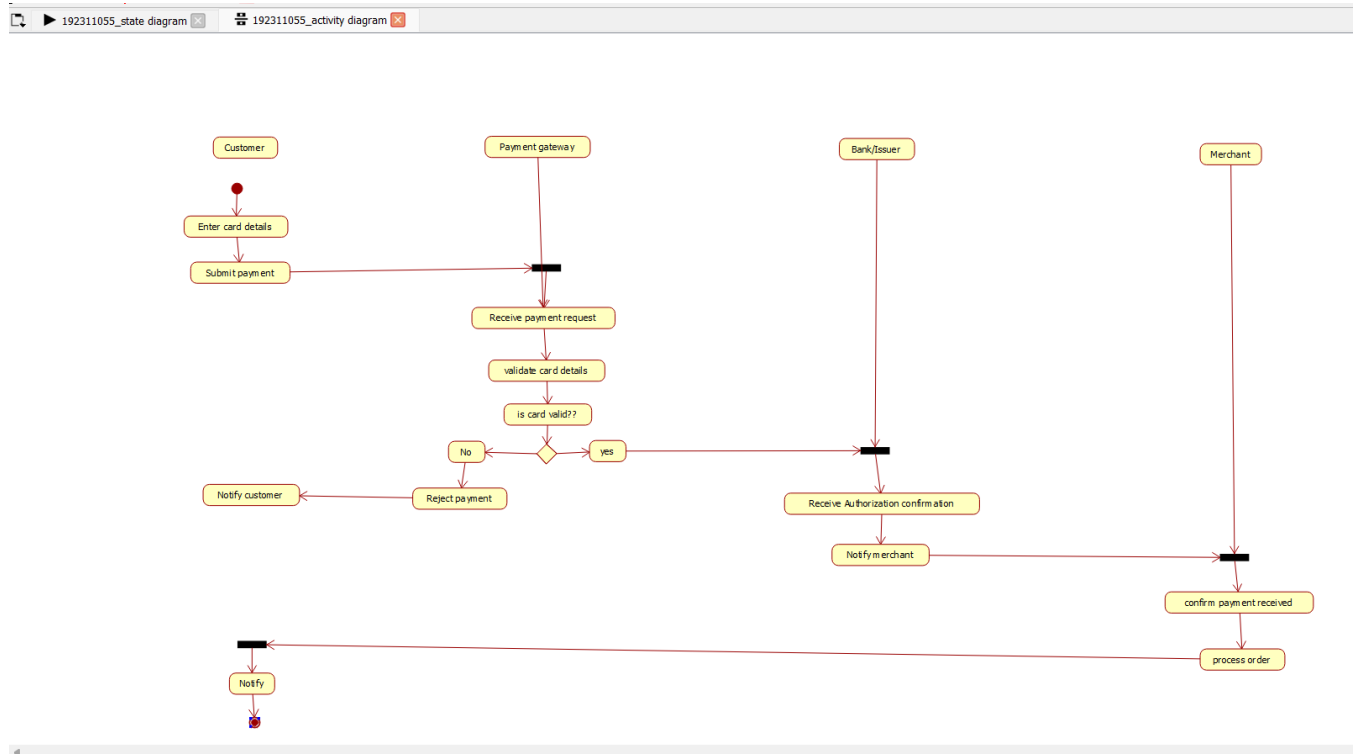 192311055_state diagram
192311055_activity diagram
Customer
Payment gateway
Bank/Issuer
Merchant
Enter card details
Submit payment
Receive payment request
validate card details
is card valid??
No
yes
Notify customer
Reject payment
Receive Authorization confirmation
Notify merchant
confirm payment received
process order
Notify